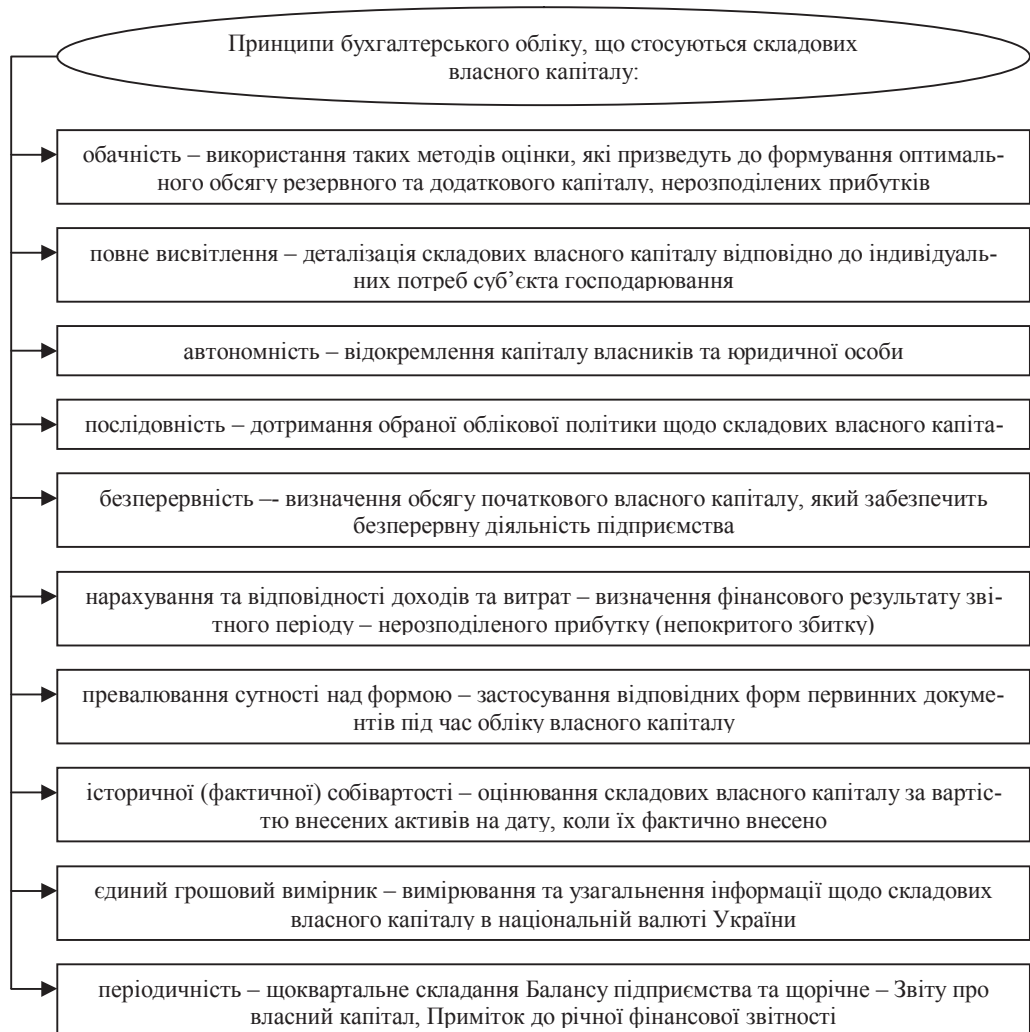 Принципи бухгалтерського обліку, що стосуються складових
власного капіталу:
обачність – використання таких методів оцінки, які призведуть до формування оптималь-
ного обсягу резервного та додаткового капіталу, нерозподілених прибутків
повне висвітлення – деталізація складових власного капіталу відповідно до індивідуаль-
них потреб суб’єкта господарювання
автономність – відокремлення капіталу власників та юридичної особи
послідовність – дотримання обраної облікової політики щодо складових власного капіта-
безперервність –- визначення обсягу початкового власного капіталу, який забезпечить
безперервну діяльність підприємства
нарахування та відповідності доходів та витрат – визначення фінансового результату зві-
тного періоду – нерозподіленого прибутку (непокритого збитку)
превалювання сутності над формою – застосування відповідних форм первинних докуме-
нтів під час обліку власного капіталу
історичної (фактичної) собівартості – оцінювання складових власного капіталу за вартіс-
тю внесених активів на дату, коли їх фактично внесено
єдиний грошовий вимірник – вимірювання та узагальнення інформації щодо складових
власного капіталу в національній валюті України
періодичність – щоквартальне складання Балансу підприємства та щорічне – Звіту про
власний капітал, Приміток до річної фінансової звітності